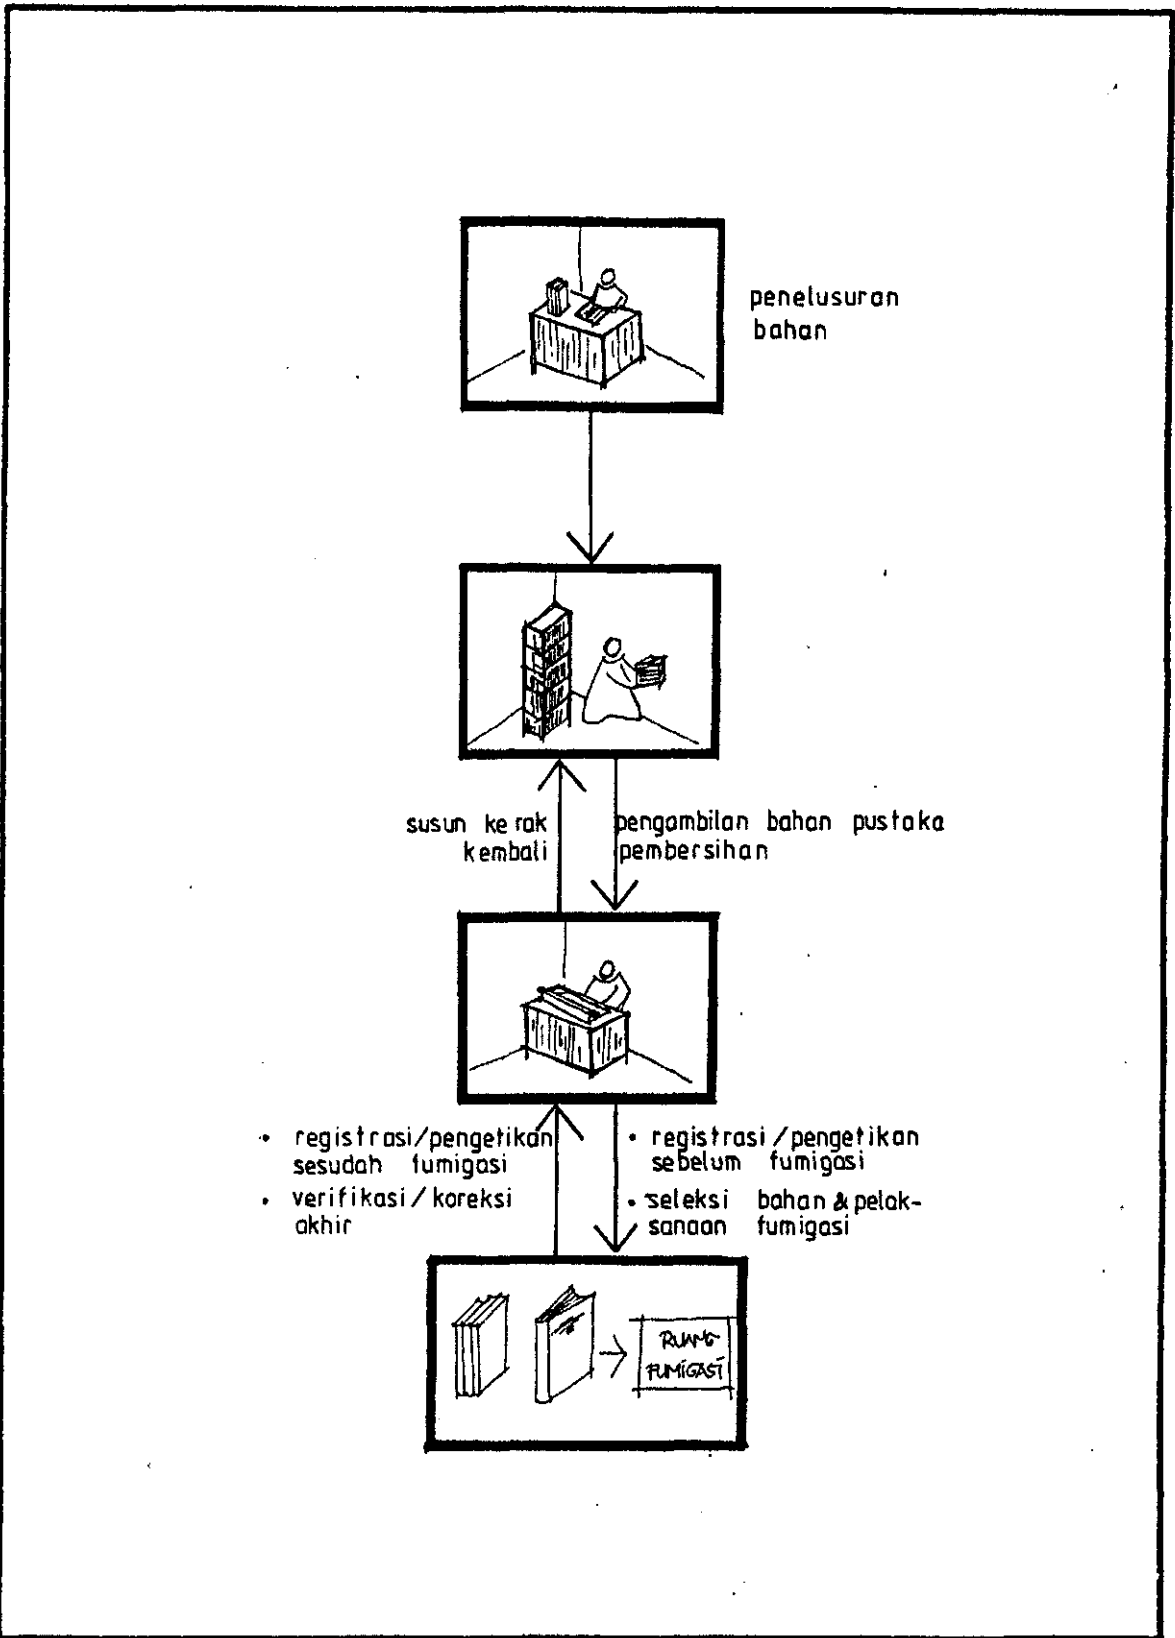 penelusuran
bahan
susun ke rak
kembali
pengambilan bahan pustaka
pembersihan
• registrasi/pengetikan
sesudah fumigasi
• verifikasi/koreksi
akhir
• registrasi/pengetikan
sebelum fumigasi
• seleksi bahan & pelak-
sanaan fumigasi
RUANG
FUMIGASI